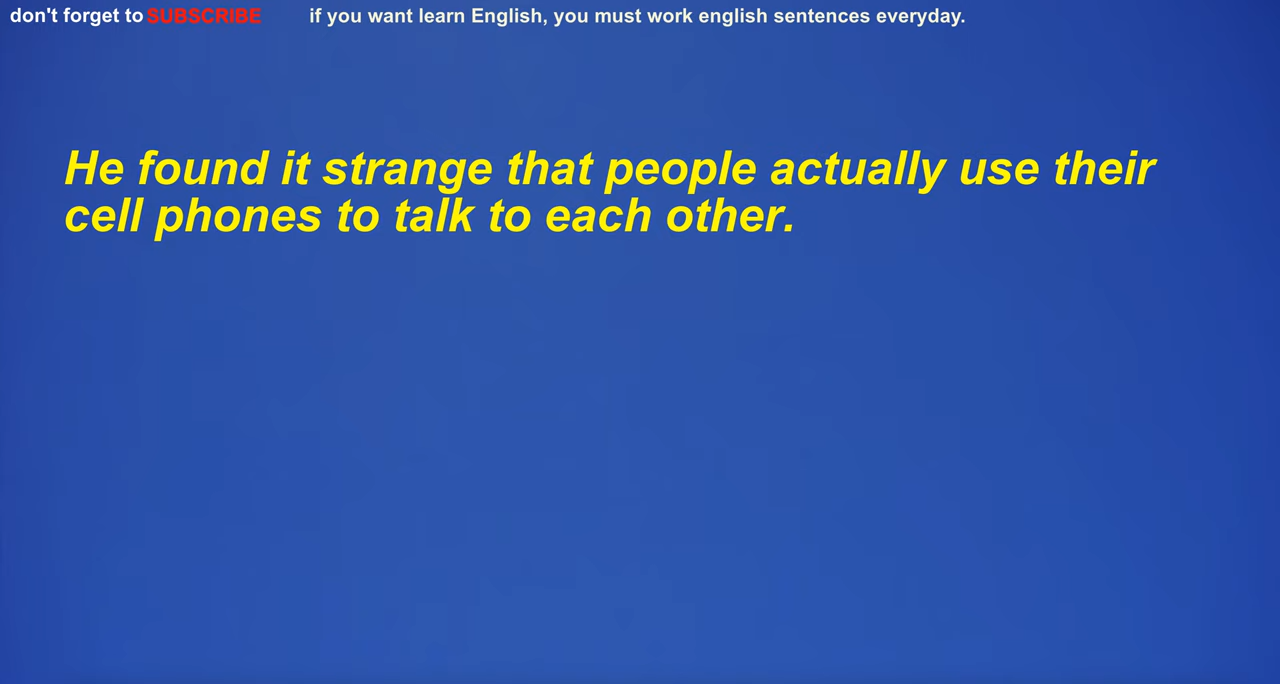 don't forget to SUBSCRIBE if you want learn English, you must work english sentences everyday.
He found it strange that people actually use their
cell phones to talk to each other.